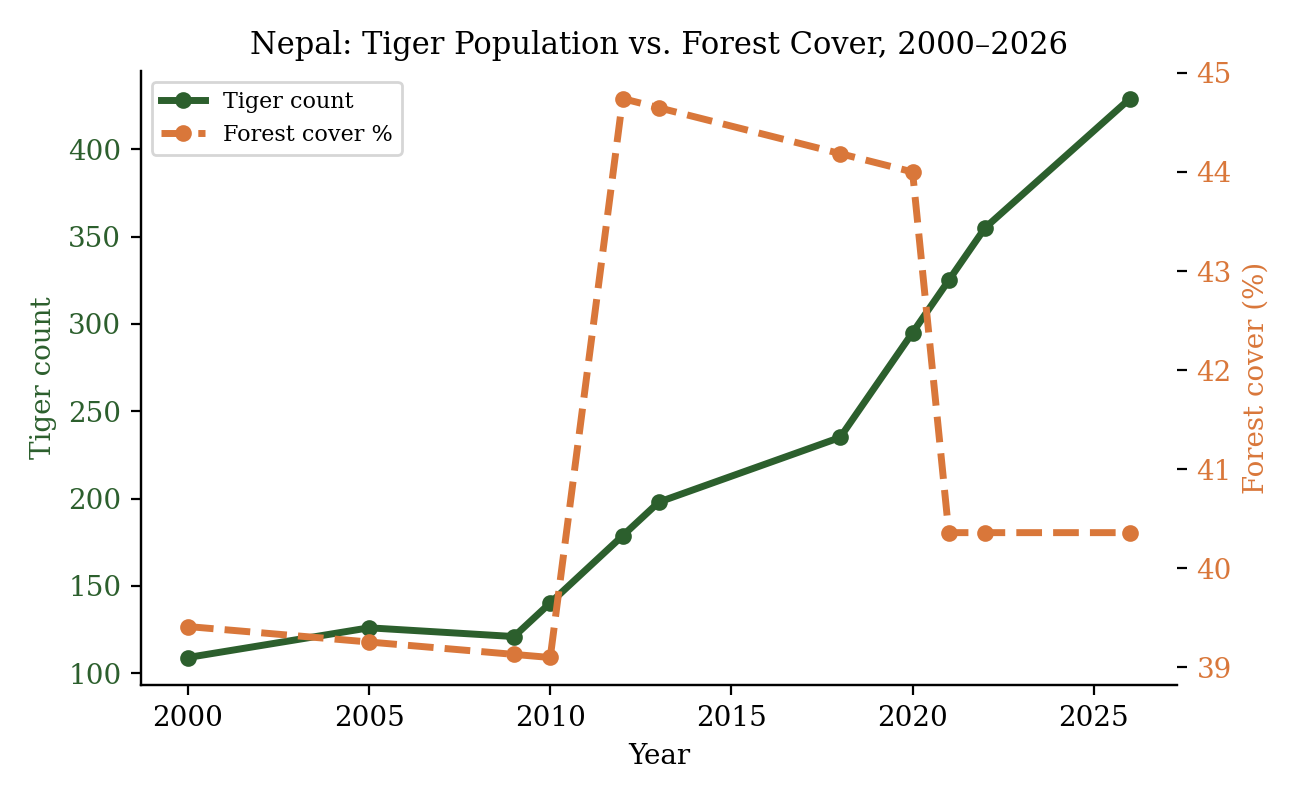 Nepal: Tiger Population vs. Forest Cover, 2000–2026
Tiger count
Forest cover %
45
44
43
42
41
40
39
Forest cover (%)
400
350
300
250
200
150
100
Tiger count
2000 2005 2010 2015 2020 2025
Year